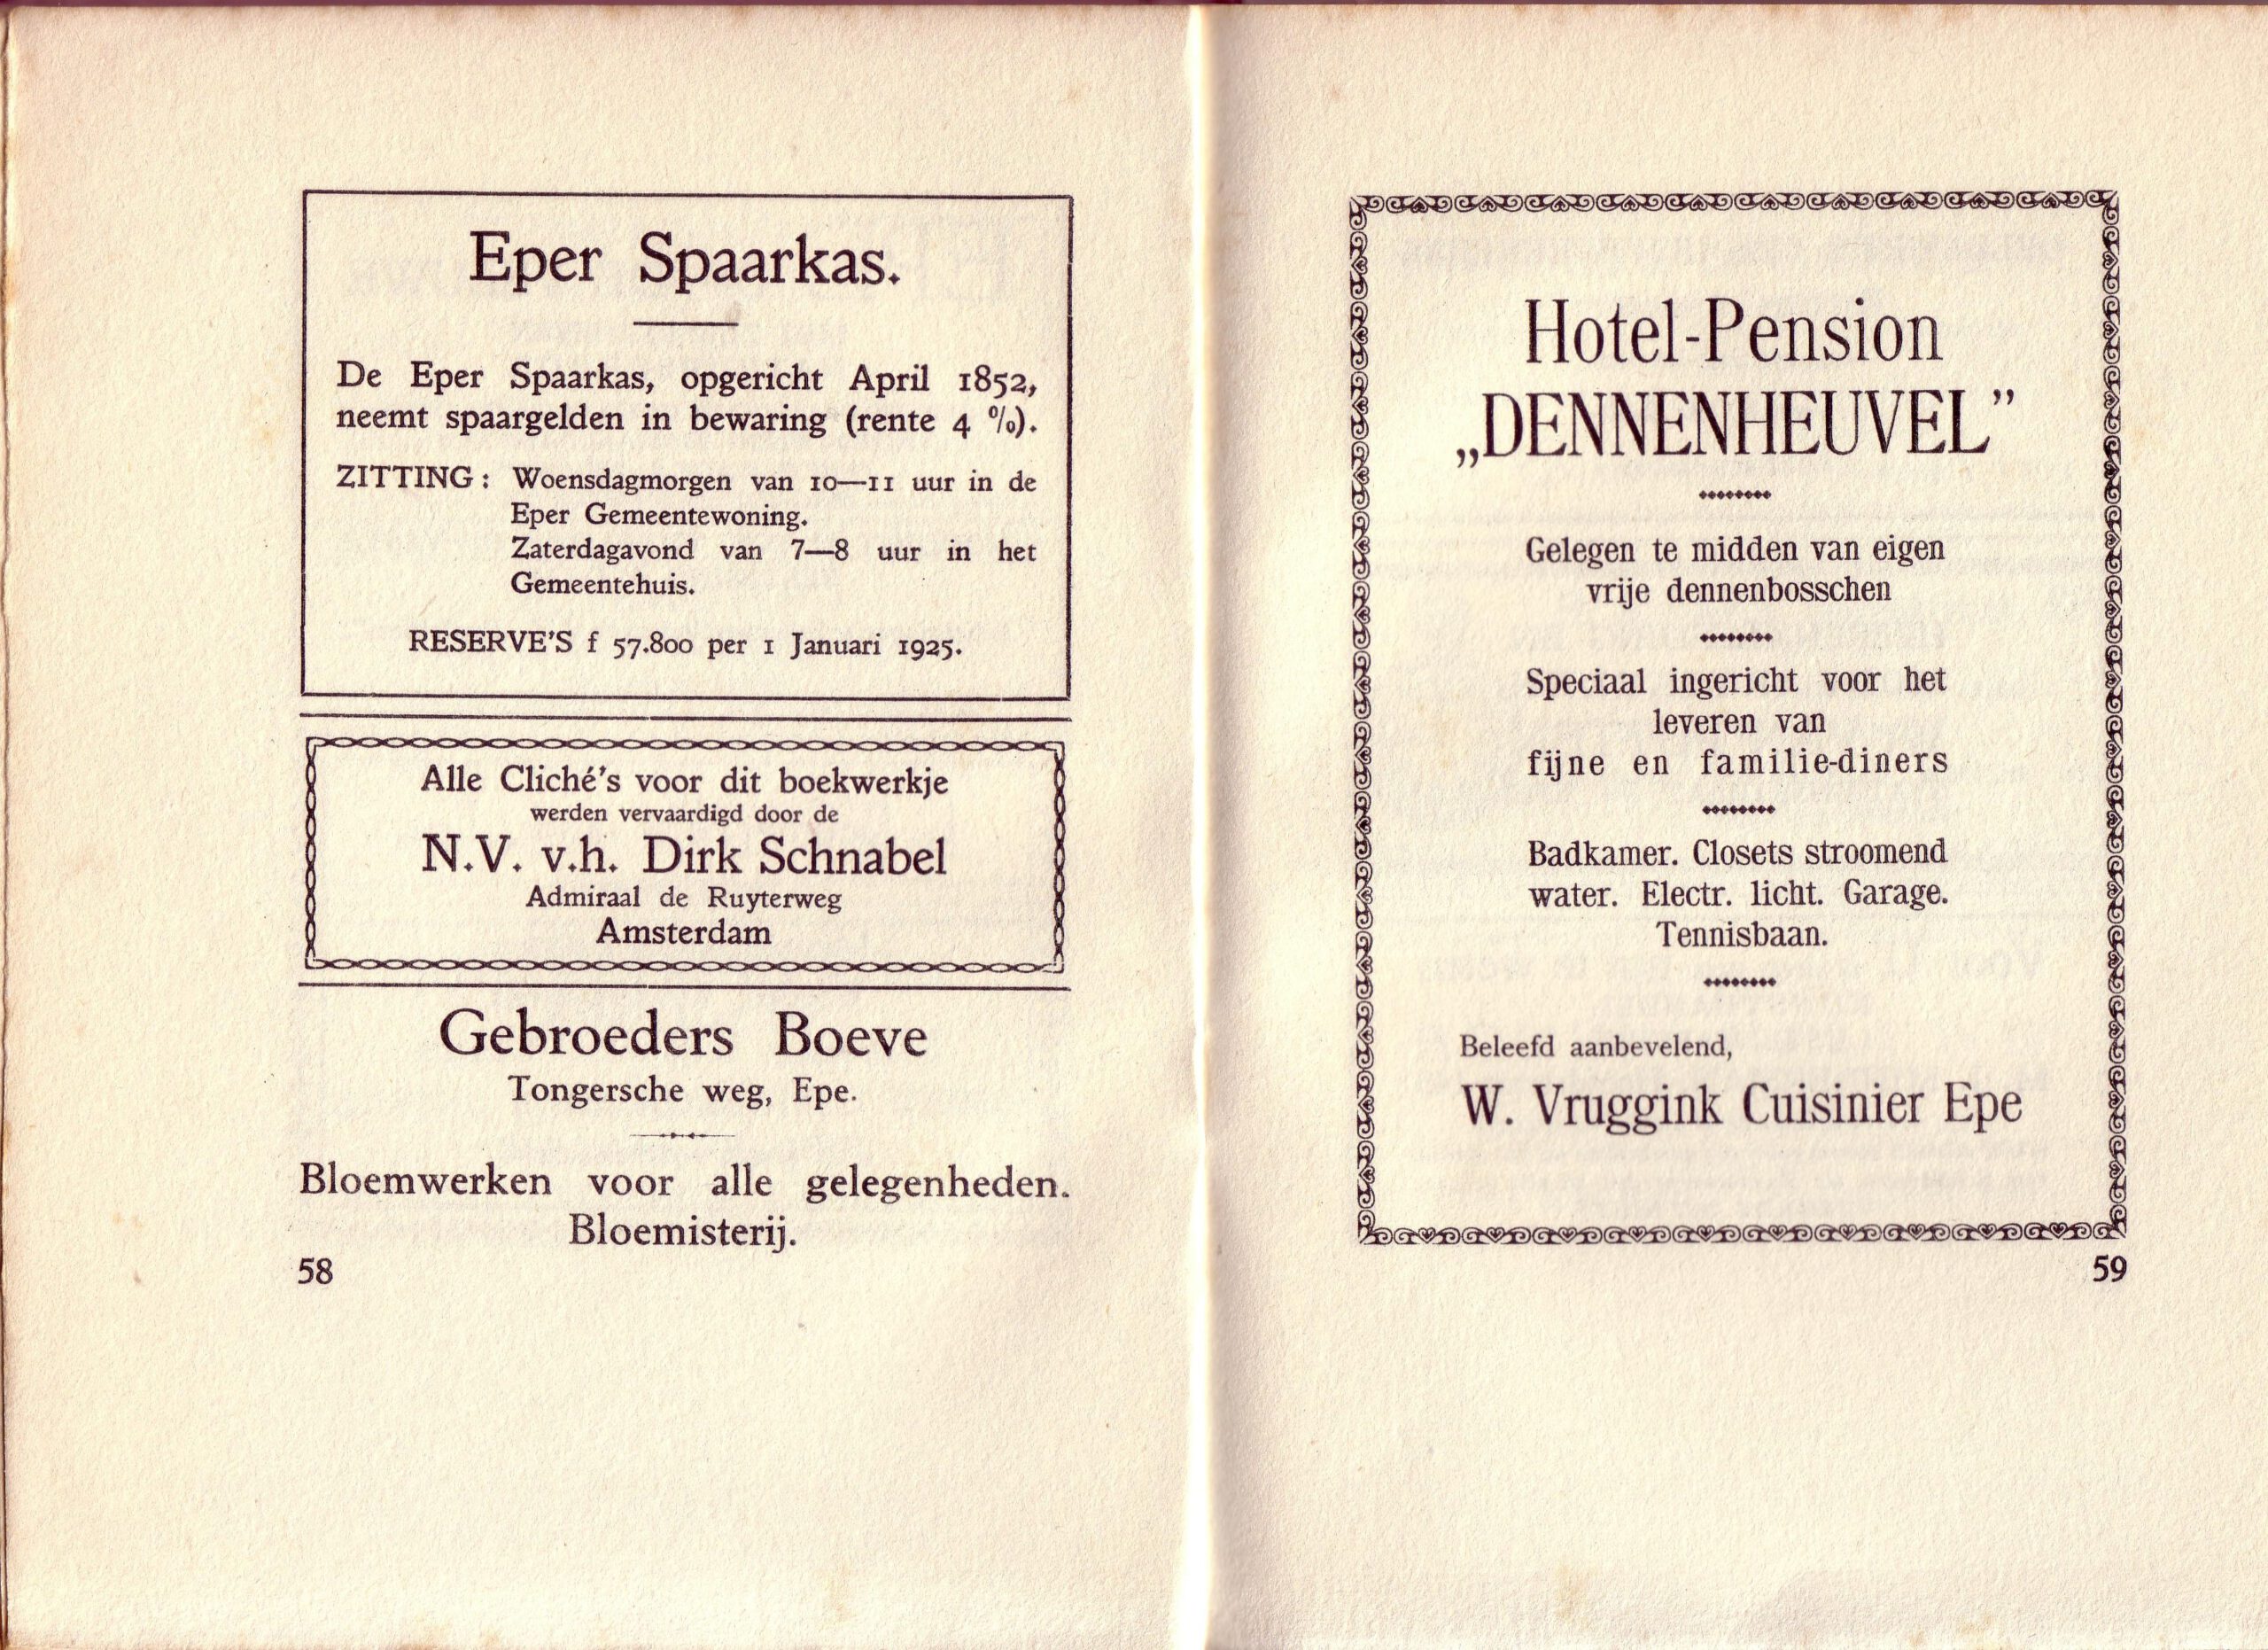 Eper Spaarkas.
De Eper Spaarkas, opgericht April 1852,
neemt spaargelden in bewaring (rente 4 %).
ZITTING: Woensdagmorgen van 10—11 uur in de
Eper Gemeentewoning.
Zaterdagavond van 7—8 uur in het
Gemeentehuis.
RESERVE'S f 57.800 per 1 Januari 1925.
Alle Cliché's voor dit boekwerkje
werden vervaardigd door de
N.V. v.h. Dirk Schnabel
Admiraal de Ruyterweg
Amsterdam
Gebroeders Boeve
Tongersche weg, Epe.
Bloemwerken voor alle gelegenheden.
Bloemisterij.
58
Hotel-Pension
„DENNENHEUVEL”
Gelegen te midden van eigen
vrije dennenbosschen
Speciaal ingericht voor het
leveren van
fijne en familie-diners
Badkamer. Closets stroomend
water. Electr. licht. Garage.
Tennisbaan.
Beleefd aanbevelend,
W. Vruggink Cuisinier Epe
59